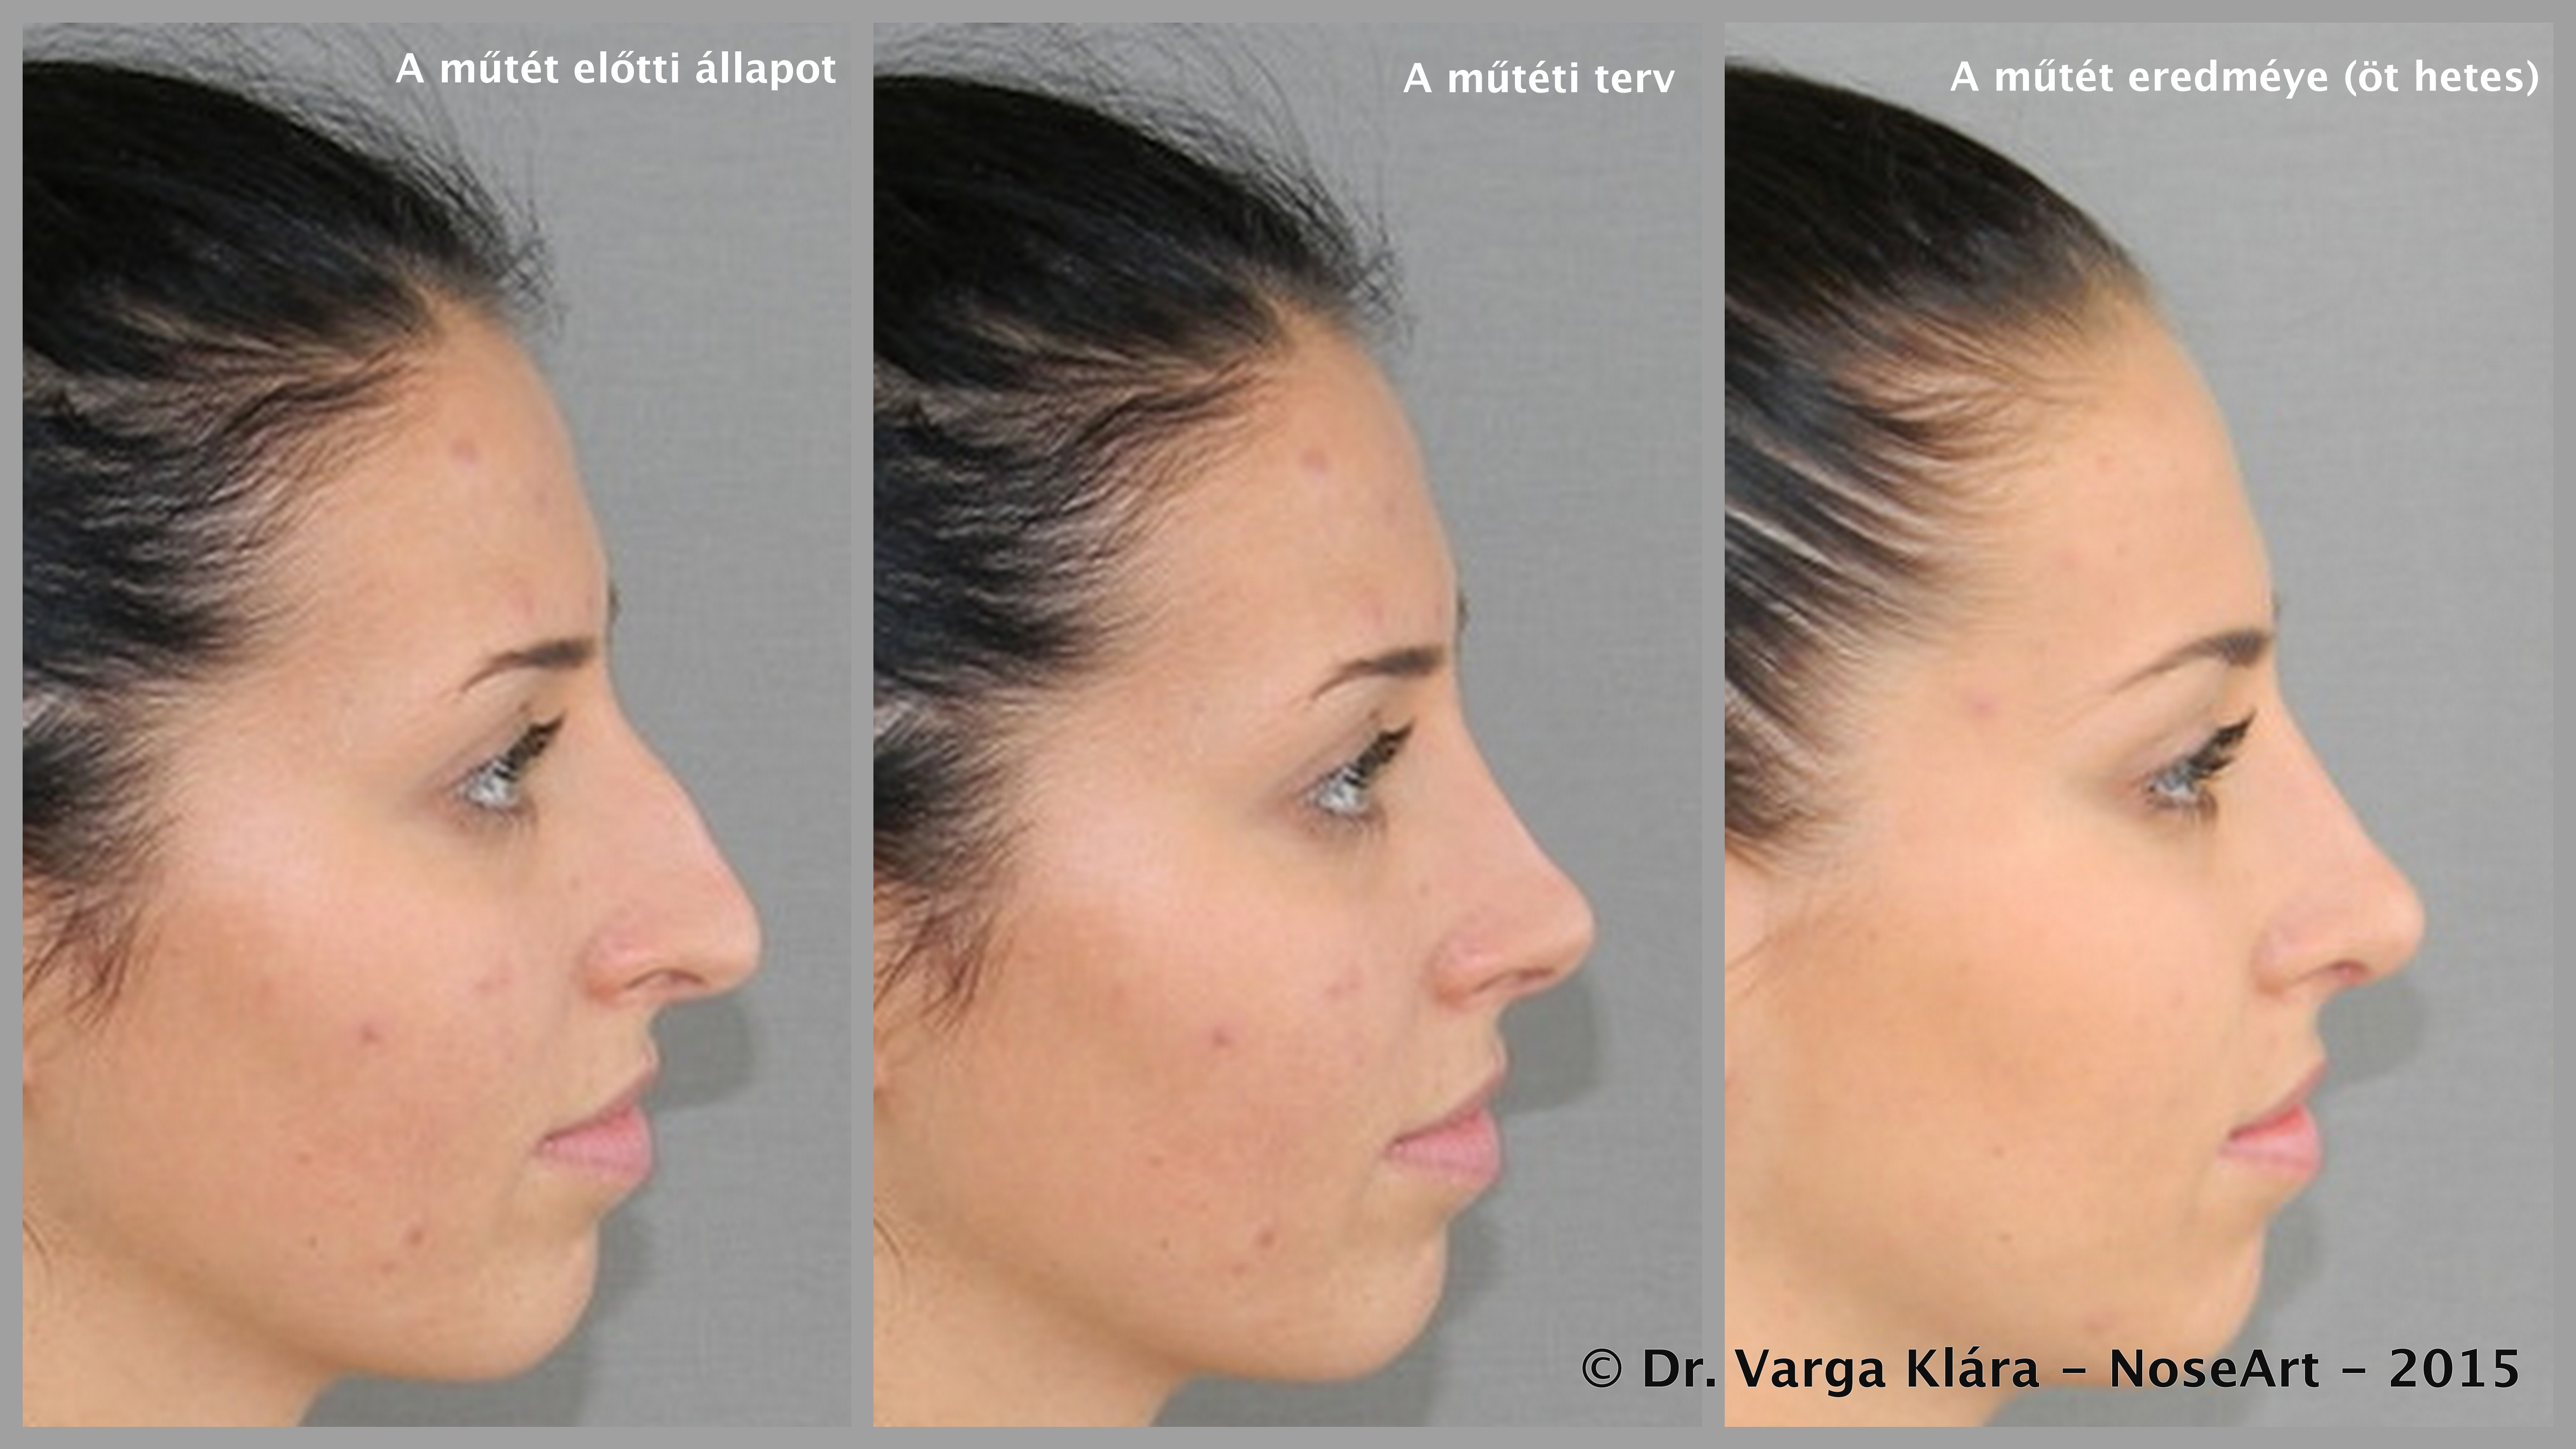 A műtét előtti állapot
A műtéti terv
A műtét eredméye (öt hetes)
© Dr. Varga Klára - NoseArt - 2015